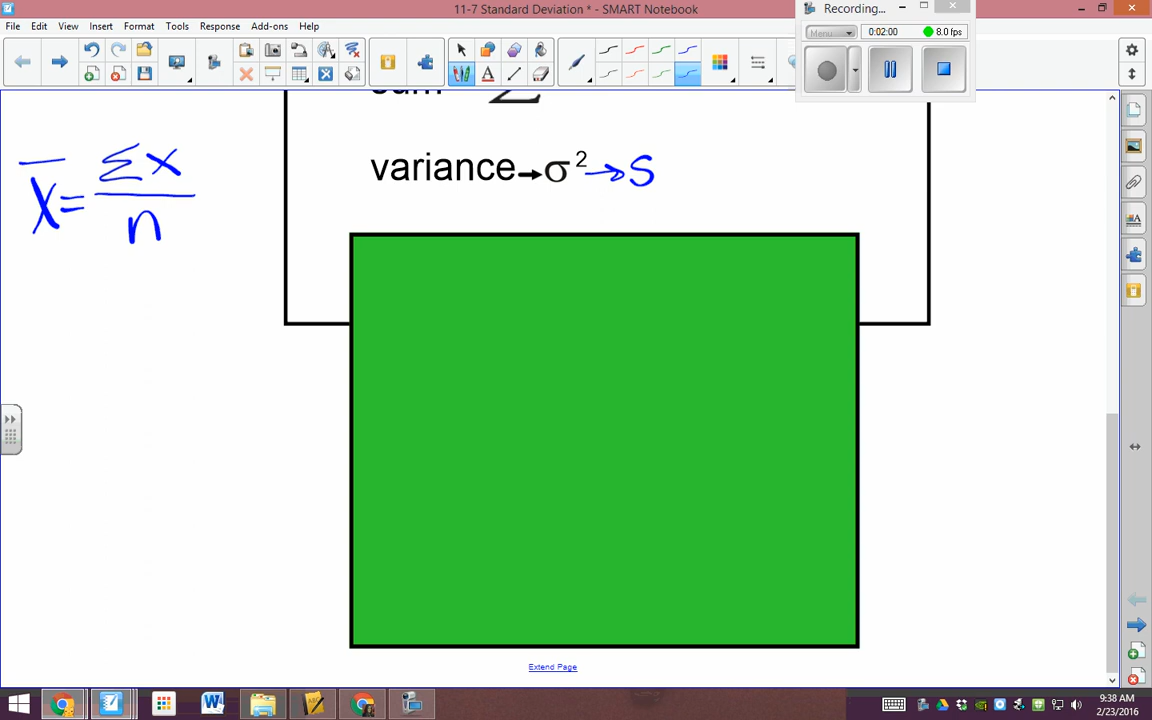 11-7 Standard Deviation * - SMART Notebook
Recording...
File Edit View Insert Format Tools Response Add-ons Help
Menu 0:02:00 8.0 fps
variance→σ²→S
x̄ = Σx / n
Extend Page
9:38 AM
2/23/2016